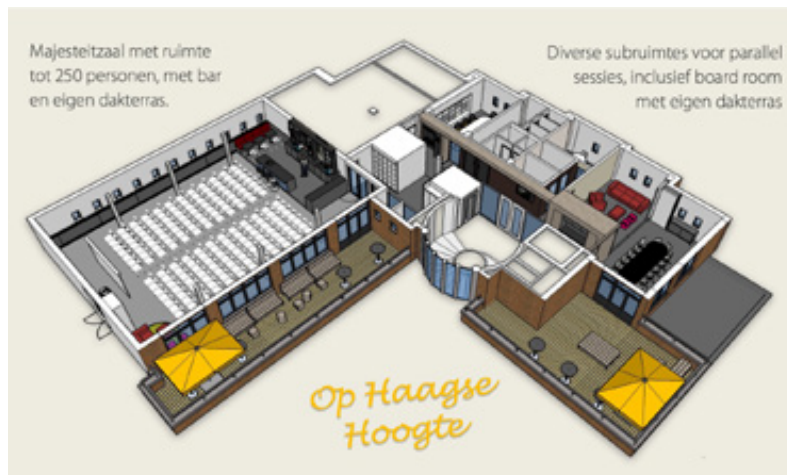 Majesteitzaal met ruimte
tot 250 personen, met bar
en eigen dakterras.
Diverse subruimtes voor parallel
sessies, inclusief board room
met eigen dakterras
Op Haagse
Hoogte